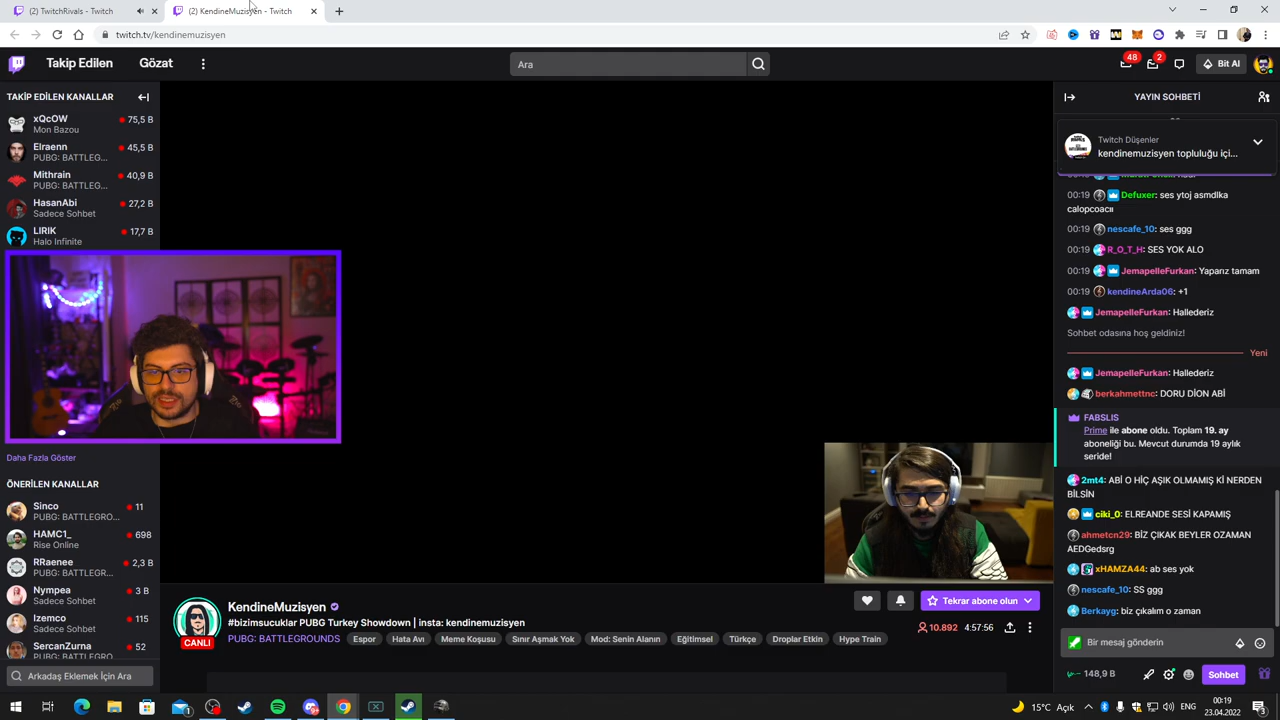 (2) TwitchRivals - Twitch
(2) KendineMuzisyen - Twitch
twitch.tv/kendinemuzisyen
Takip Edilen
Gözat
Ara
48
2
Bit Al
TAKİP EDİLEN KANALLAR
xQcOW
75,5 B
Mon Bazou
Elraenn
45,5 B
PUBG: BATTLEG...
Mithrain
40,9 B
PUBG: BATTLEG...
HasanAbi
27,2 B
Sadece Sohbet
LIRIK
17,7 B
Halo Infinite
Daha Fazla Göster
ÖNERİLEN KANALLAR
Sinco
11
PUBG: BATTLEGRO...
HAMC1_
698
Rise Online
RRaenee
2,3 B
PUBG: BATTLEGR...
Nympea
3 B
Sadece Sohbet
Izemco
115
Sadece Sohbet
SercanZurna
52
Arkadaş Eklemek İçin Ara
KendineMuzisyen
#bizimsucuklar PUBG Turkey Showdown | insta: kendinemuzisyen
CANLI
PUBG: BATTLEGROUNDS
Espor
Hata Avı
Meme Koşusu
Sınır Aşmak Yok
Mod: Senin Alanın
Eğitimsel
Türkçe
Droplar Etkin
Hype Train
Tekrar abone olun
10.892
4:57:56
YAYIN SOHBETİ
Twitch Düşenler
kendinemuzisyen topluluğu içi...
00:19 Defuxer: ses ytoj asmdlka
calopcoacıı
00:19 nescafe_10: ses ggg
00:19 R_O_T_H: SES YOK ALO
00:19 JemapelleFurkan: Yaparız tamam
00:19 kendineArda06: +1
JemapelleFurkan: Hallederiz
Sohbet odasına hoş geldiniz!
Yeni
JemapelleFurkan: Hallederiz
berkahmettnc: DORU DİON ABİ
FABSLIS
Prime ile abone oldu. Toplam 19. ay
aboneliği bu. Mevcut durumda 19 aylık
seride!
2mt4: ABİ O HİÇ AŞIK OLMAMIŞ Kİ NERDEN
BİLSİN
ciki_0: ELREANDE SESİ KAPAMIŞ
ahmetcn29: BİZ ÇIKAK BEYLER OZAMAN
AEDGedsrg
xHAMZA44: ab ses yok
nescafe_10: SS ggg
Berkayg: biz çıkalım o zaman
Bir mesaj gönderin
148,9 B
Sohbet
15°C Açık
ENG
00:19
23.04.2022